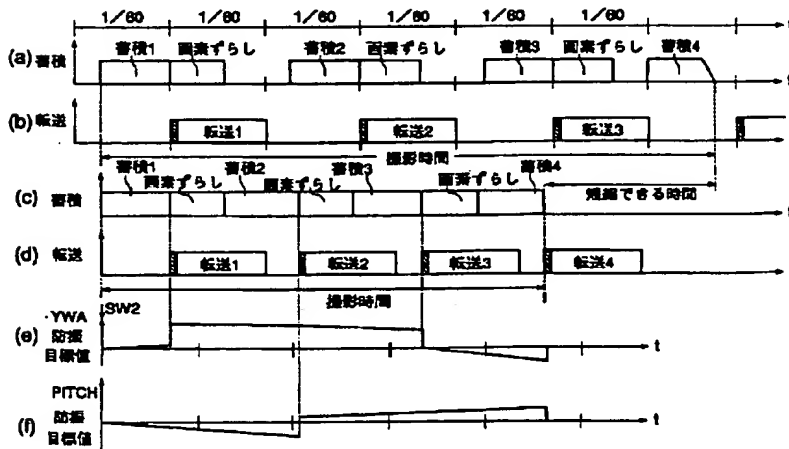 1/60 1/60 1/60 1/60 1/60 1/60 1/60 t
(a) 蓄積 蓄積1 画素ずらし 蓄積2 画素ずらし 蓄積3 画素ずらし 蓄積4 t
(b) 転送 転送1 転送2 転送3 t
撮影時間
(c) 蓄積 蓄積1 画素ずらし 蓄積2 画素ずらし 蓄積3 画素ずらし 蓄積4 短縮できる時間 t
(d) 転送 転送1 転送2 転送3 転送4
撮影時間
SW2
(e) ・YWA 防振 目標値 t
(f) PITCH 防振 目標値 t